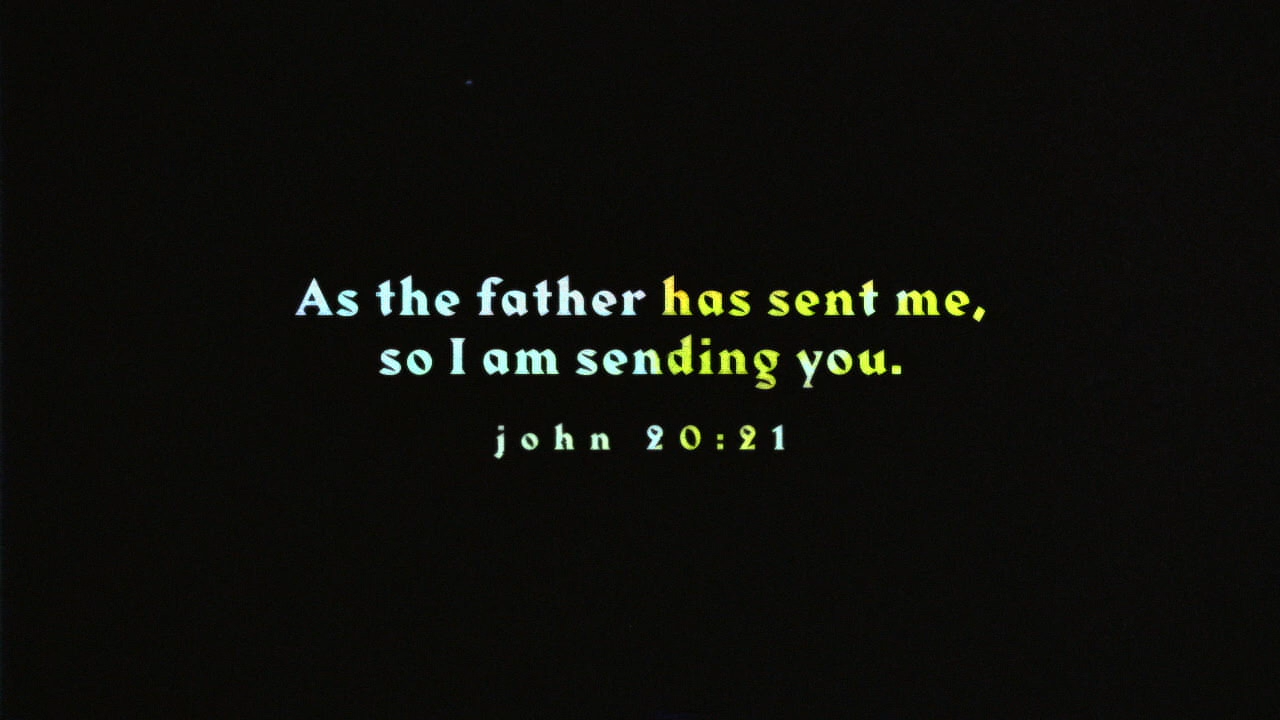 As the father has sent me,
so I am sending you.
john 20:21